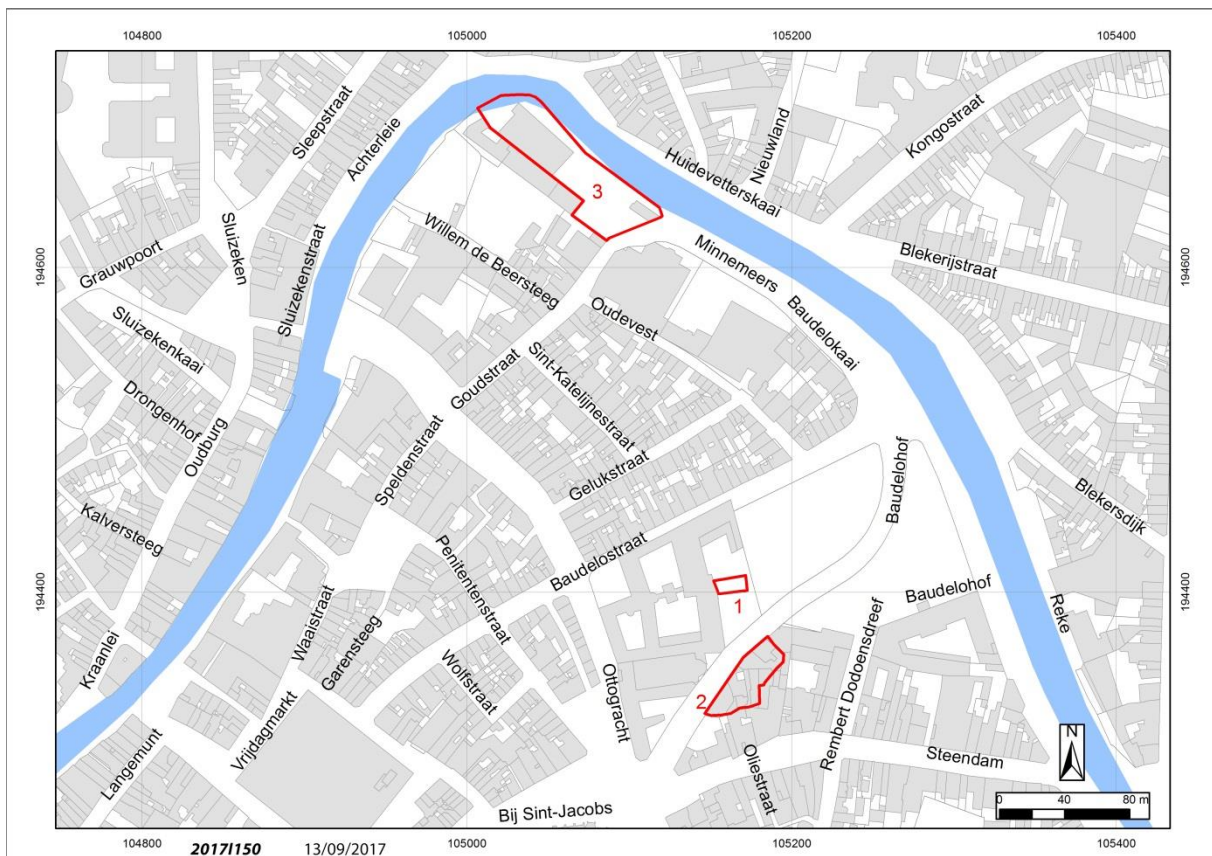 104800 105000 105200 105400
Sleepstraat
Achterleie
Nieuwland
Kongostraat
Huidevetterskaai
3
Grauwpoort
Sluizeken
Sluizekenstraat
Willem de Beersteeg
Minnemeers
Blekerijstraat
194600 194600
Sluizekenkaai
Oudevest
Baudelokaai
Drongenhof
Goudstraat
Sint-Katelijnestraat
Oudburg
Speldenstraat
Gelukstraat
Baudelohof
Blekersdijk
Kalversteeg
Penitentenstraat
Baudelostraat
194400 194400
1
Baudelohof
Reke
Kraanlei
Waaistraat
Garensteeg
Wolfstraat
Ottogracht
2
Rembert Dodoensdreef
Vrijdagmarkt
Langemunt
Oliestraat
Steendam
N
Bij Sint-Jacobs
0 40 80 m
104800 105000 105200 105400
2017I150 13/09/2017